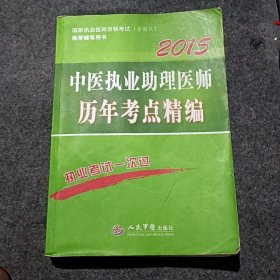 国家执业医师资格考试（含部队）
推荐辅导用书
2015
中医执业助理医师
历年考点精编
执业考试一次过
人民军医出版社